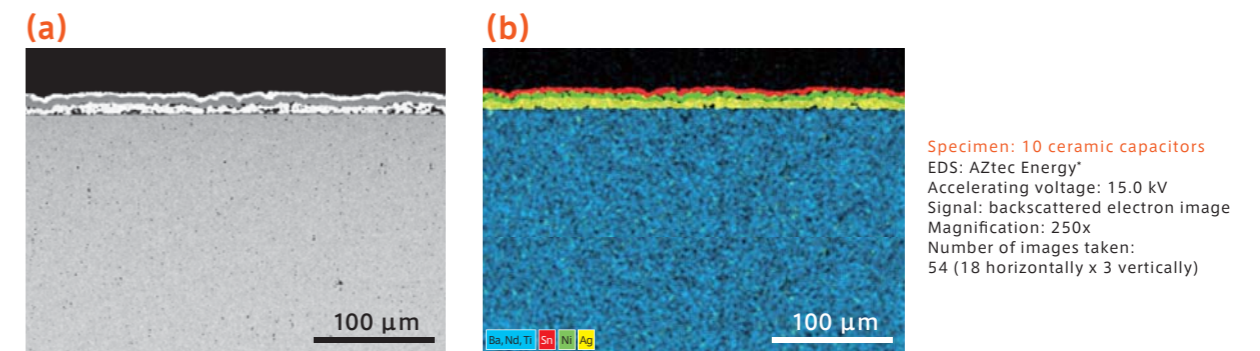 (a)
(b)
100 µm
Ba, Nd, Ti Sn Ni Ag
100 µm
Specimen: 10 ceramic capacitors
EDS: AZtec Energy*
Accelerating voltage: 15.0 kV
Signal: backscattered electron image
Magnification: 250x
Number of images taken:
54 (18 horizontally x 3 vertically)